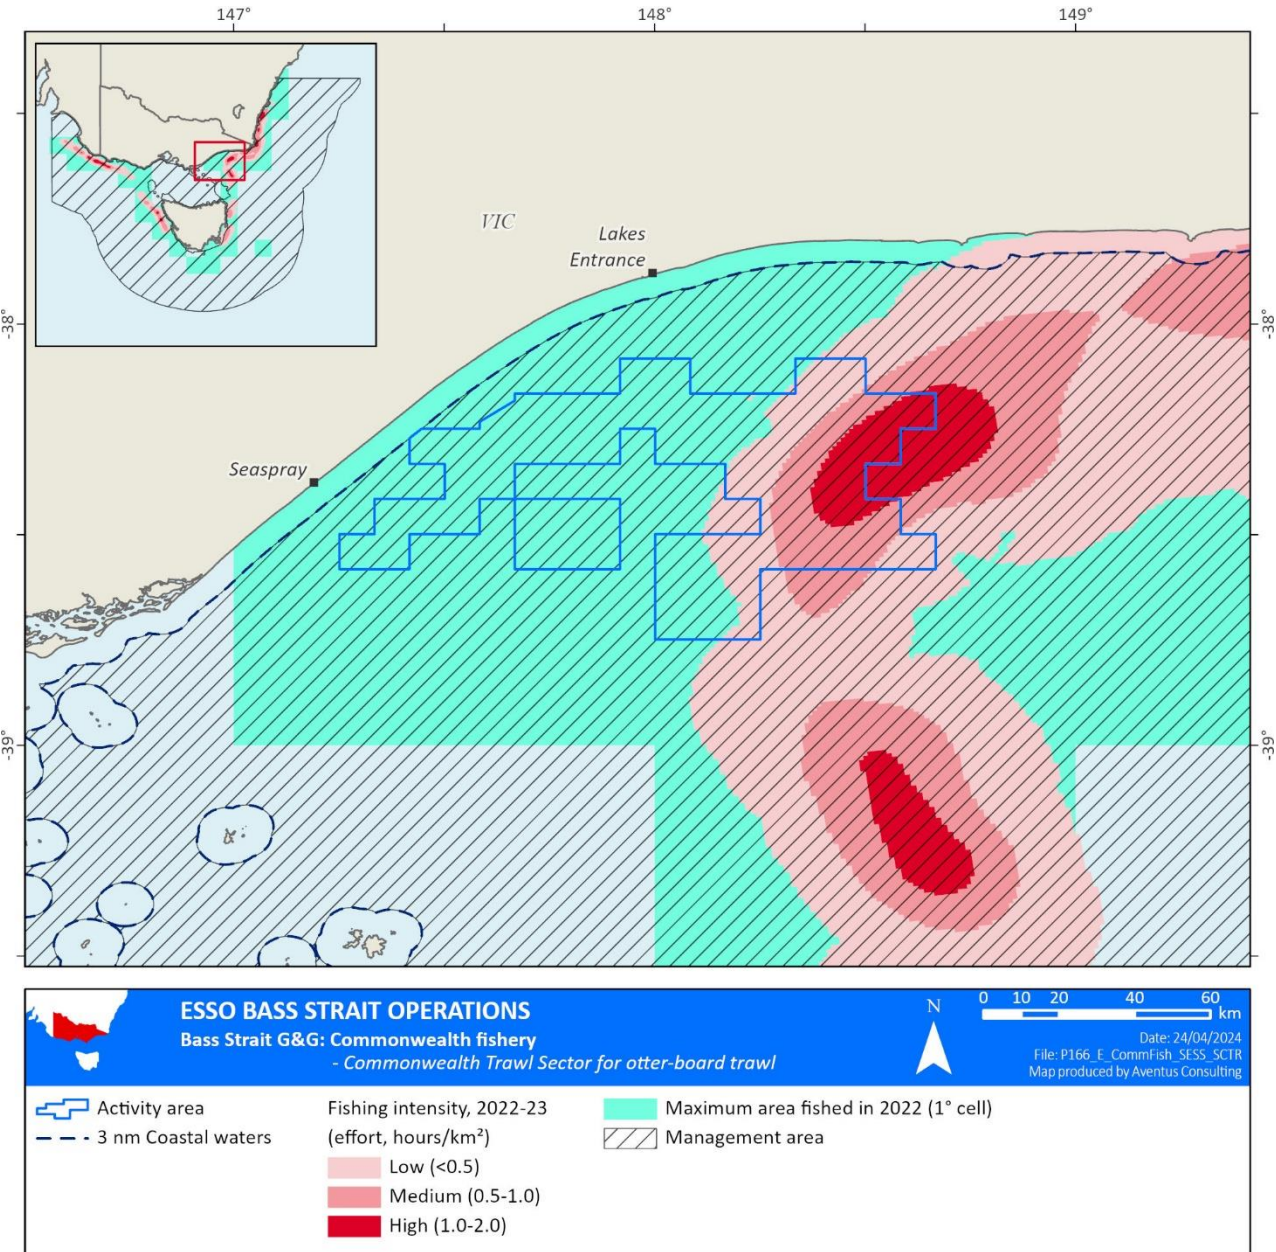 147°
148°
149°
VIC
Lakes
Entrance
-38°
-38°
Seaspray
-39°
-39°
ESSO BASS STRAIT OPERATIONS
Bass Strait G&G: Commonwealth fishery
- Commonwealth Trawl Sector for otter-board trawl
N
0 10 20 40 60
km
Date: 24/04/2024
File: P166_E_CommFish_SESS_SCTR
Map produced by Aventus Consulting
Activity area
3 nm Coastal waters
Fishing intensity, 2022-23
(effort, hours/km²)
Low (<0.5)
Medium (0.5-1.0)
High (1.0-2.0)
Maximum area fished in 2022 (1° cell)
Management area